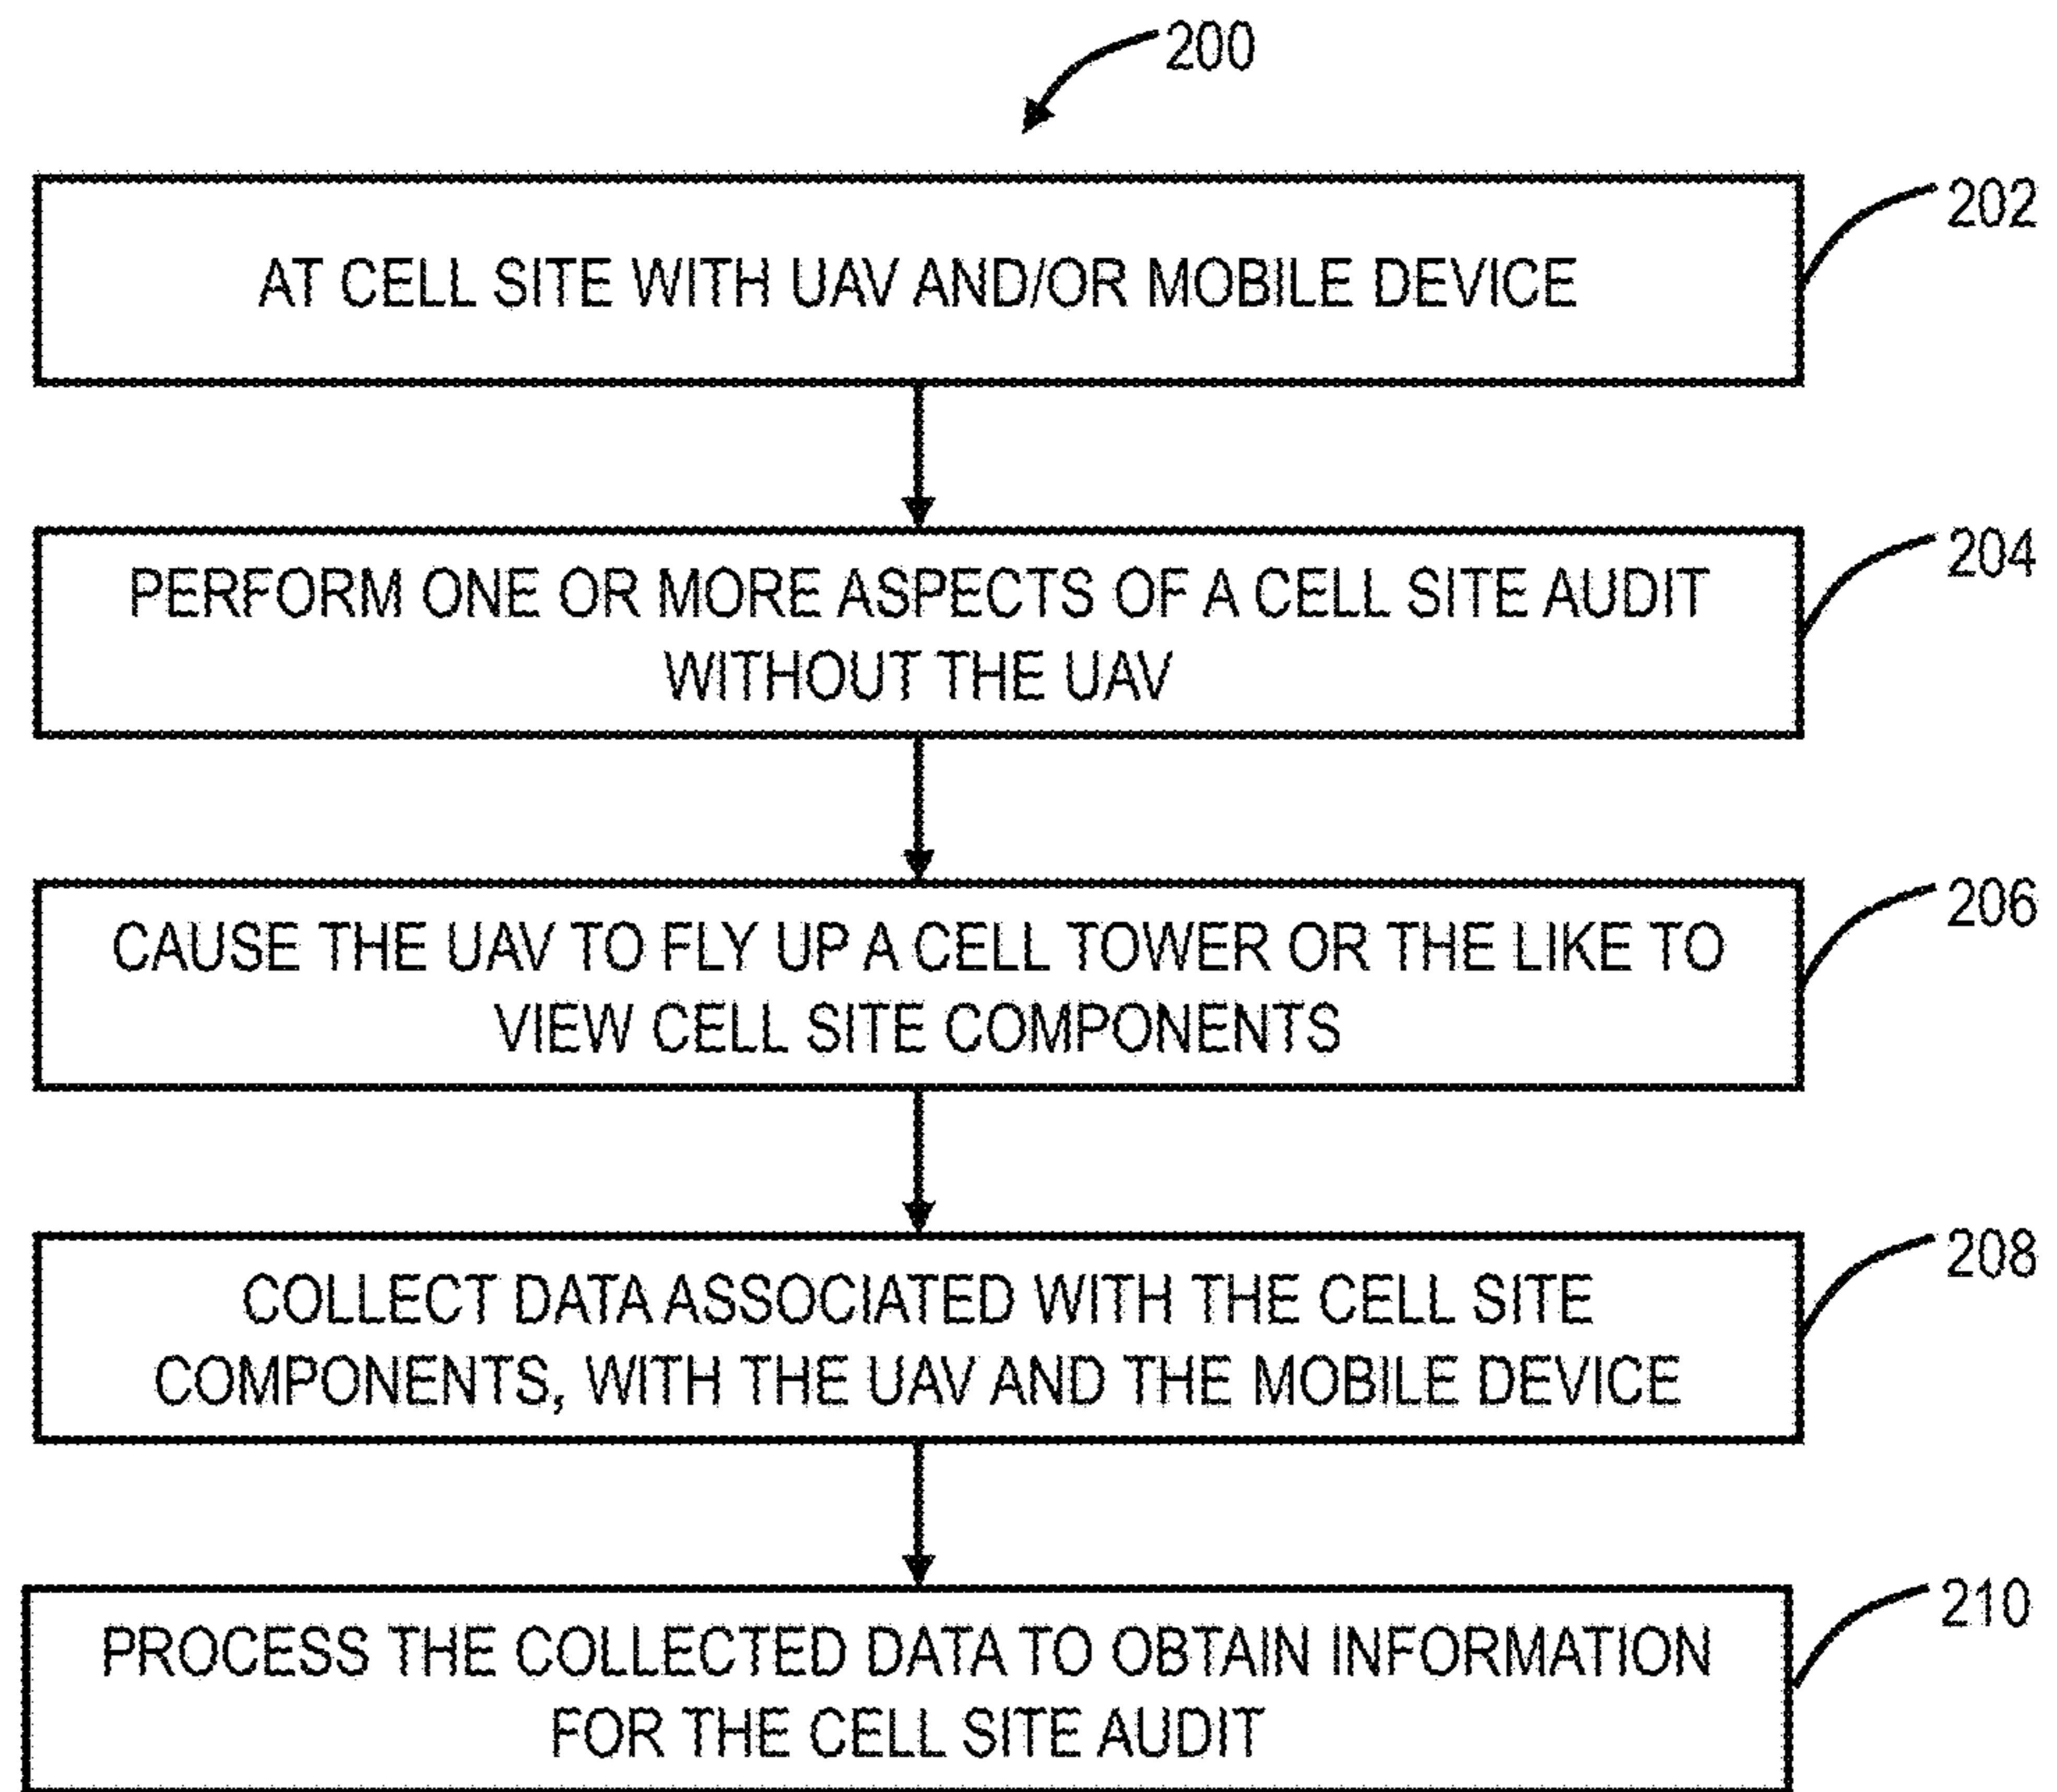 200
202
AT CELL SITE WITH UAV AND/OR MOBILE DEVICE
204
PERFORM ONE OR MORE ASPECTS OF A CELL SITE AUDIT
WITHOUT THE UAV
206
CAUSE THE UAV TO FLY UP A CELL TOWER OR THE LIKE TO
VIEW CELL SITE COMPONENTS
208
COLLECT DATA ASSOCIATED WITH THE CELL SITE
COMPONENTS, WITH THE UAV AND THE MOBILE DEVICE
210
PROCESS THE COLLECTED DATA TO OBTAIN INFORMATION
FOR THE CELL SITE AUDIT